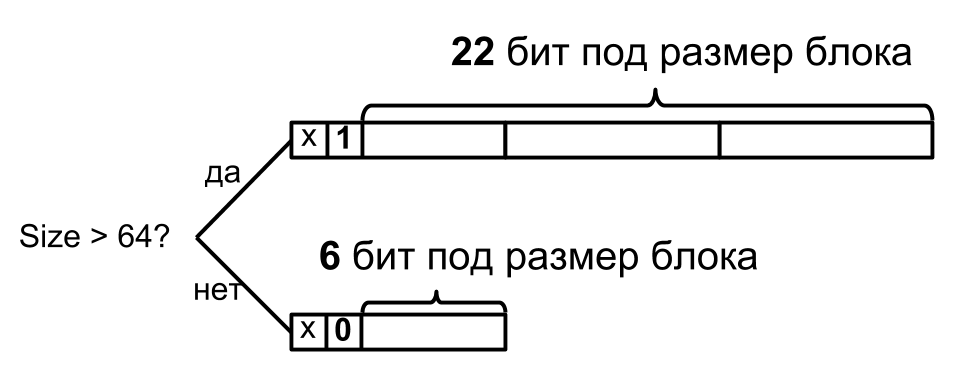 22 бит под размер блока
x 1
да
Size > 64?
6 бит под размер блока
нет
x 0